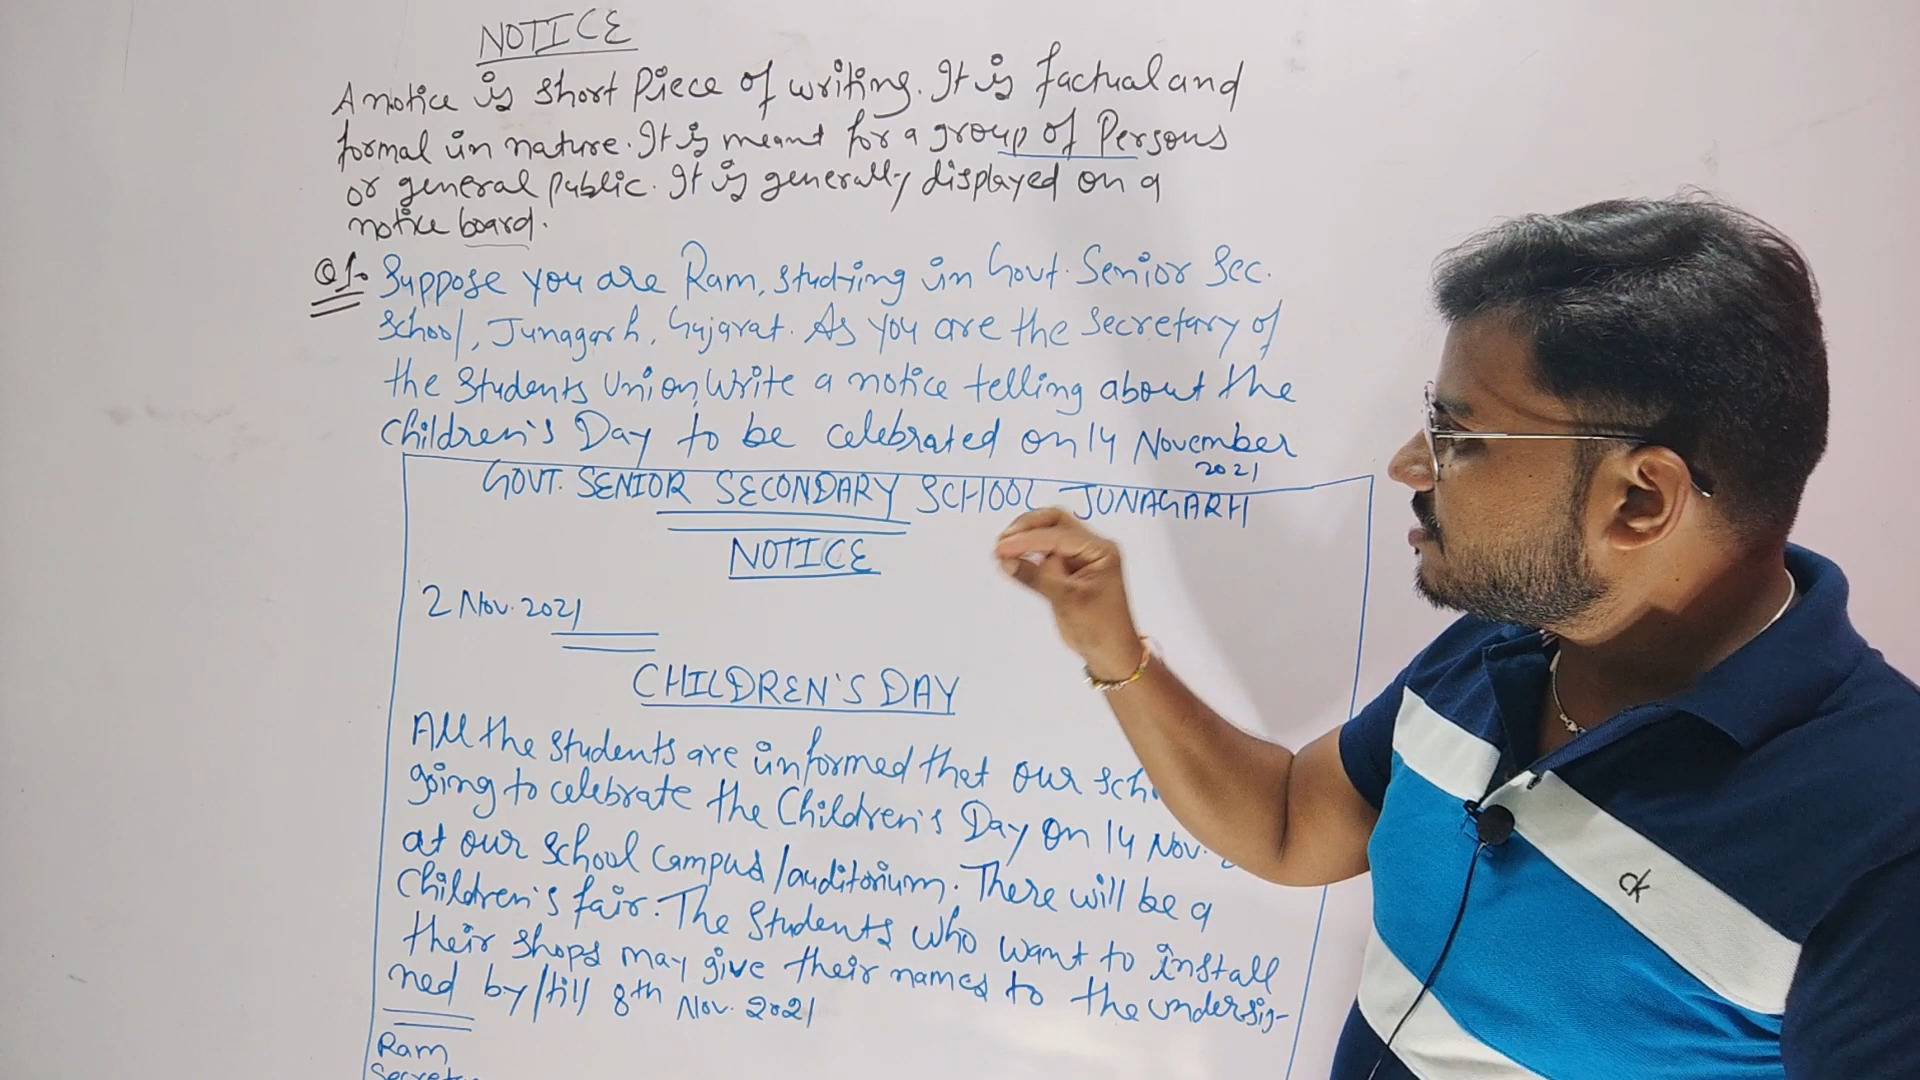 NOTICE
A notice is short Piece of writing. It is factual and
formal in nature. It is meant for a group of Persons
or general public. It is generally displayed on a
notice board.
Q1. Suppose you are Ram, studying in Govt. Senior Sec.
School, Junagarh, Gujarat. As you are the secretary of
the Students Union, Write a notice telling about the
Children's Day to be celebrated on 14 November
2021
GOVT. SENIOR SECONDARY SCHOOL JUNAGARH
NOTICE
2 Nov. 2021
CHILDREN'S DAY
All the students are informed that our
going to celebrate the Children's Day on 14 Nov.
at our school campus/auditorium. There will be a
Children's fair. The Students who want to install
their shops may give their names to the undersig-
ned by/till 8th Nov. 2021
Ram
ck